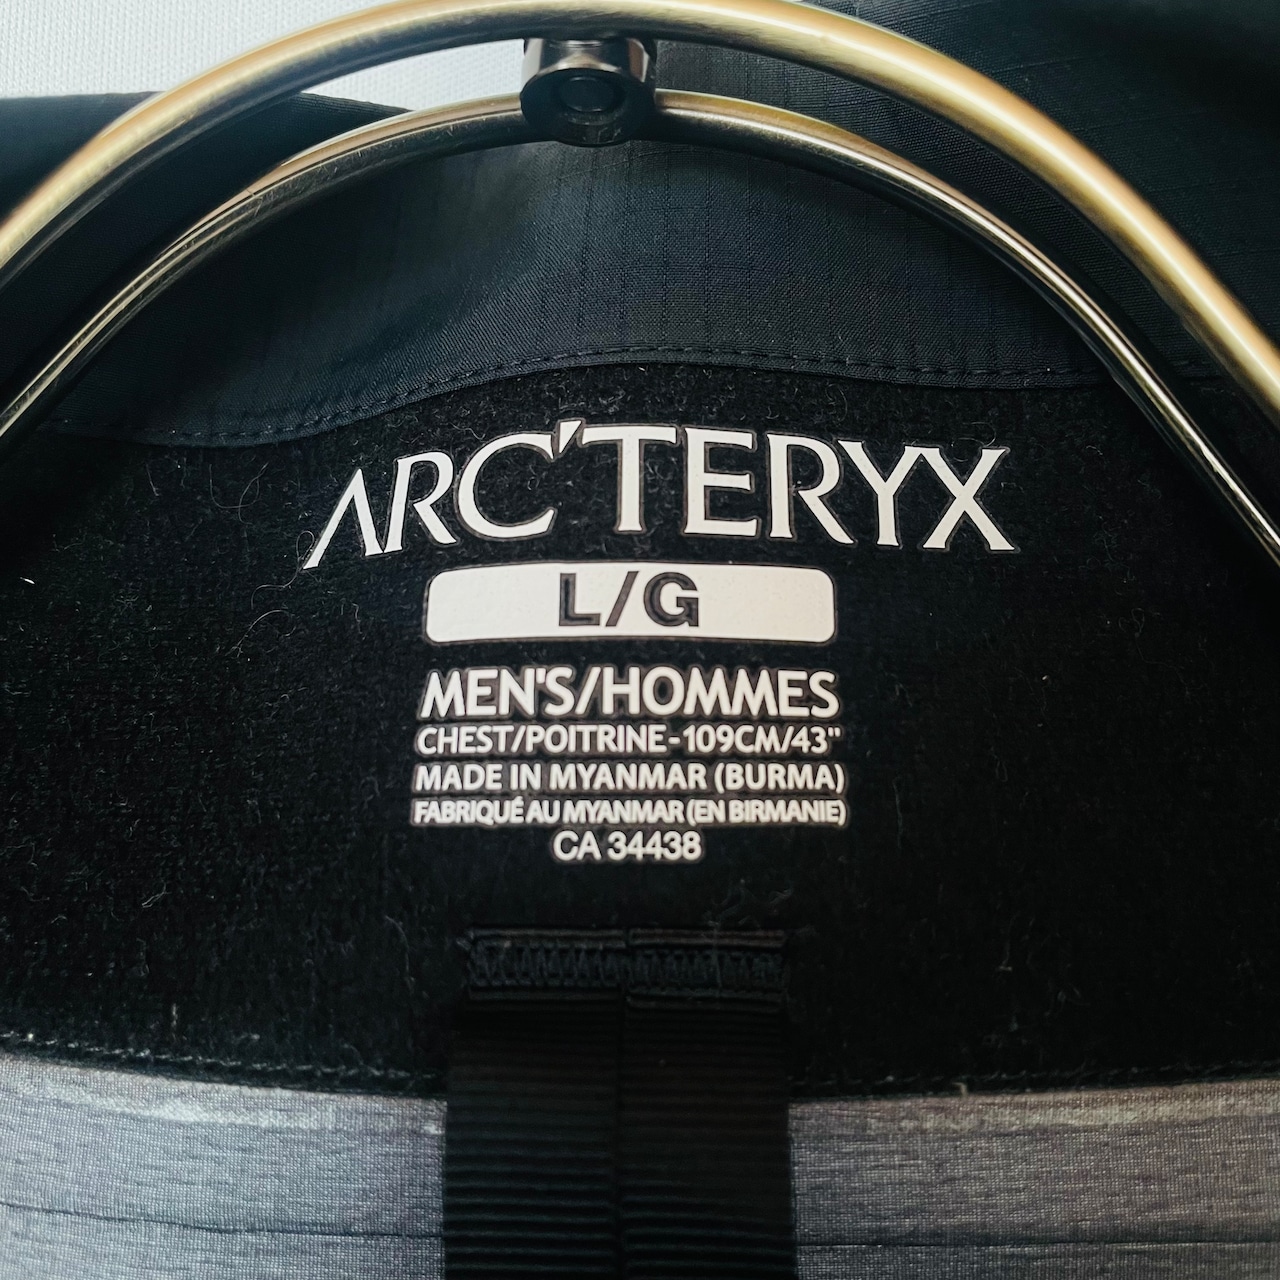 ARC'TERYX
L/G
MEN'S/HOMMES
CHEST/POITRINE-109CM/43"
MADE IN MYANMAR (BURMA)
FABRIQUÉ AU MYANMAR (EN BIRMANIE)
CA 34438